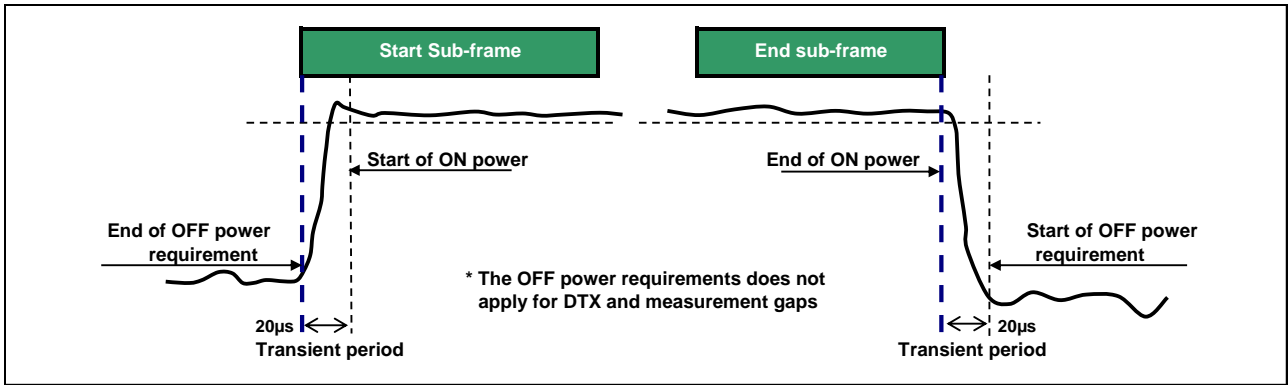 Start Sub-frame
End sub-frame
Start of ON power
End of ON power
End of OFF power
requirement
Start of OFF power
requirement
* The OFF power requirements does not
apply for DTX and measurement gaps
20µs
Transient period
20µs
Transient period